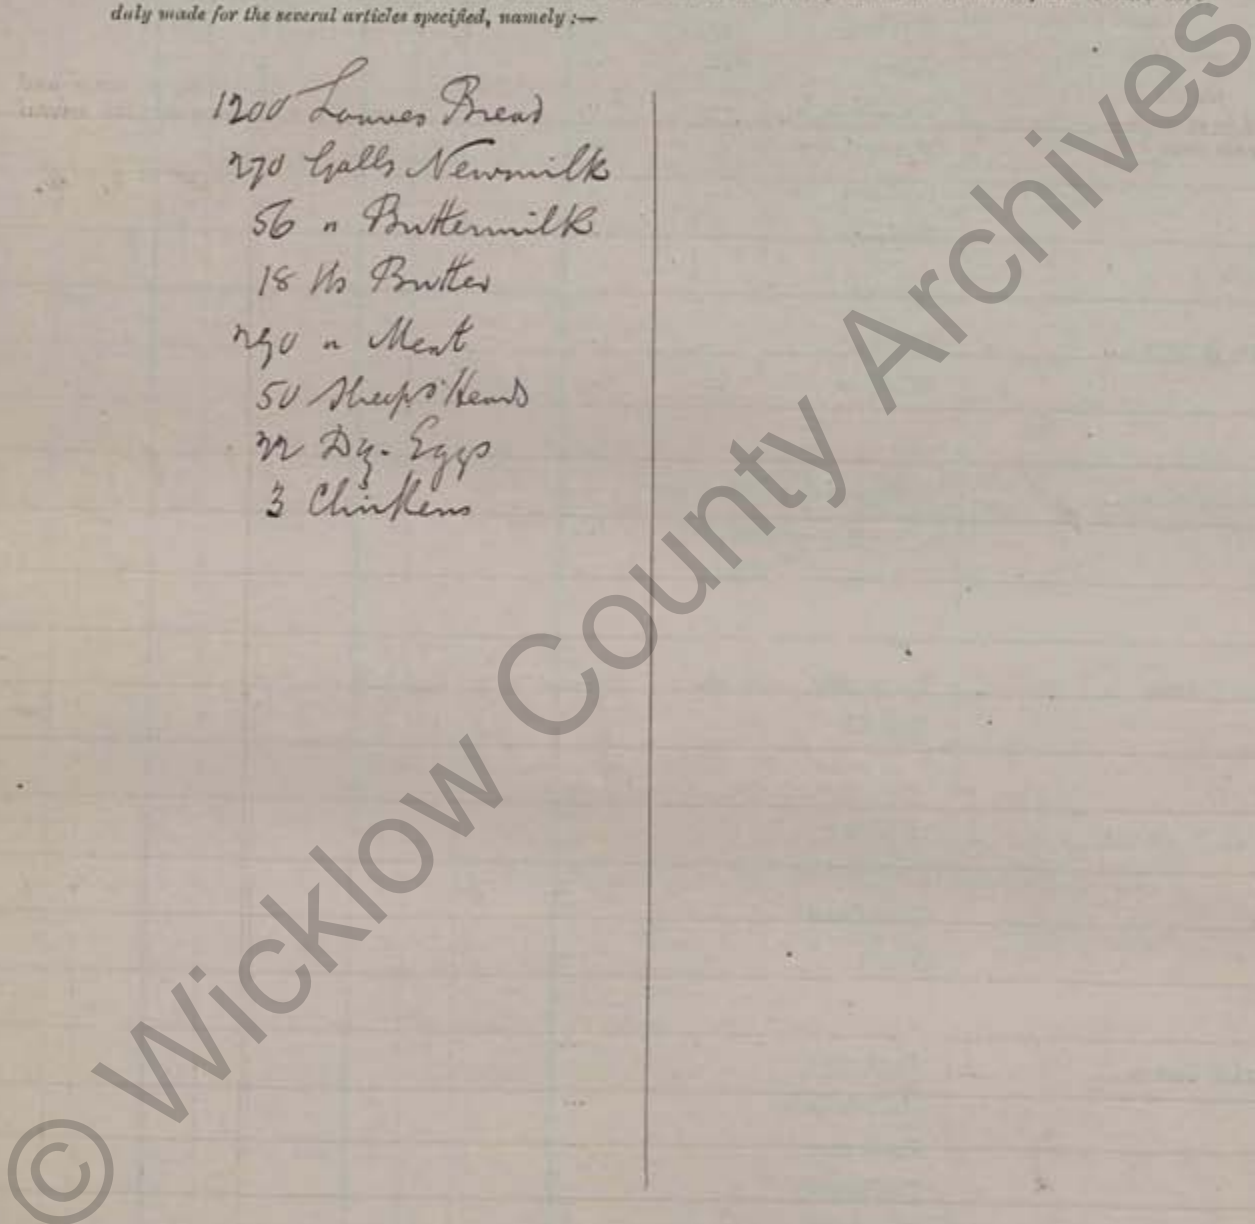 duly made for the several articles specified, namely :—
1200 Loaves Bread
270 Galls Newmilk
56 " Buttermilk
18 lbs Butter
290 " Meat
50 Sheeps' Heads
22 Dz. Eggs
3 Chickens
© Wicklow County Archives